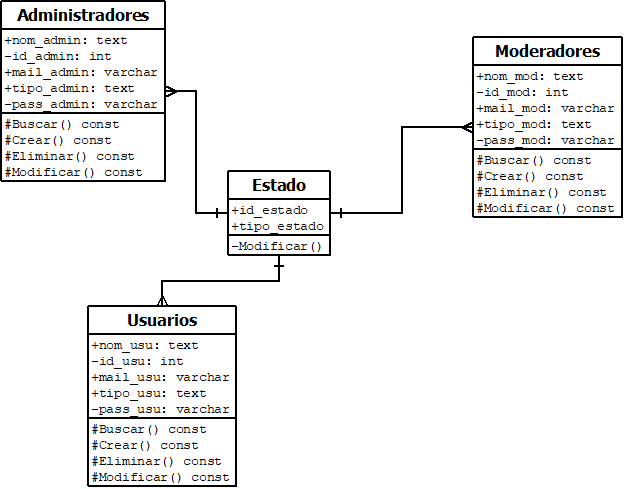 Administradores
+nom_admin: text
-id_admin: int
+mail_admin: varchar
+tipo_admin: text
-pass_admin: varchar
#Buscar() const
#Crear() const
#Eliminar() const
#Modificar() const
Moderadores
+nom_mod: text
-id_mod: int
+mail_mod: varchar
+tipo_mod: text
-pass_mod: varchar
#Buscar() const
#Crear() const
#Eliminar() const
#Modificar() const
Estado
+id_estado
+tipo_estado
-Modificar()
Usuarios
+nom_usu: text
-id_usu: int
+mail_usu: varchar
+tipo_usu: text
-pass_usu: varchar
#Buscar() const
#Crear() const
#Eliminar() const
#Modificar() const